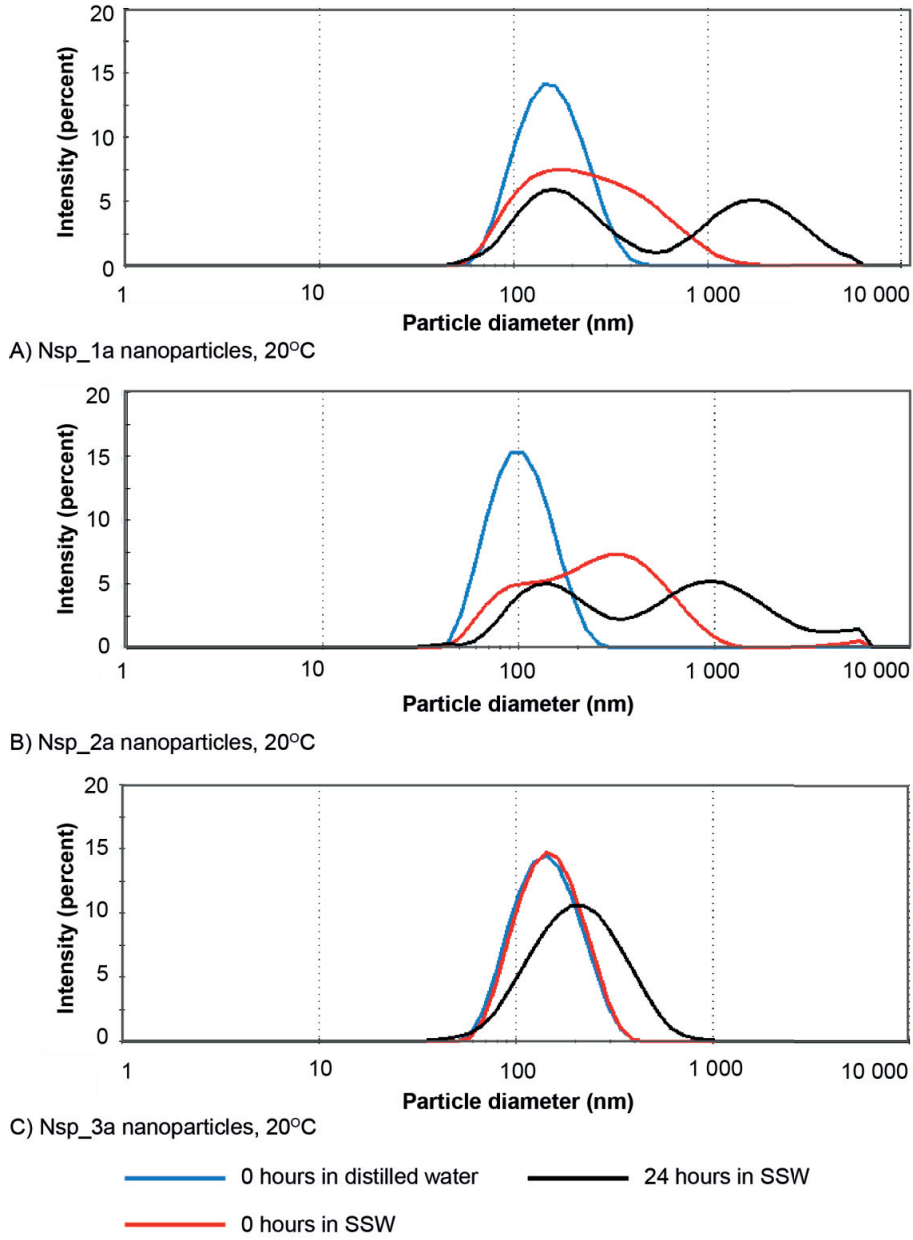 20
15
10
5
0
Intensity (percent)
1 10 100 1 000 10 000
Particle diameter (nm)
A) Nsp_1a nanoparticles, 20°C
20
15
10
5
0
Intensity (percent)
1 10 100 1 000 10 000
Particle diameter (nm)
B) Nsp_2a nanoparticles, 20°C
20
15
10
5
0
Intensity (percent)
1 10 100 1 000 10 000
Particle diameter (nm)
C) Nsp_3a nanoparticles, 20°C
0 hours in distilled water 24 hours in SSW
0 hours in SSW